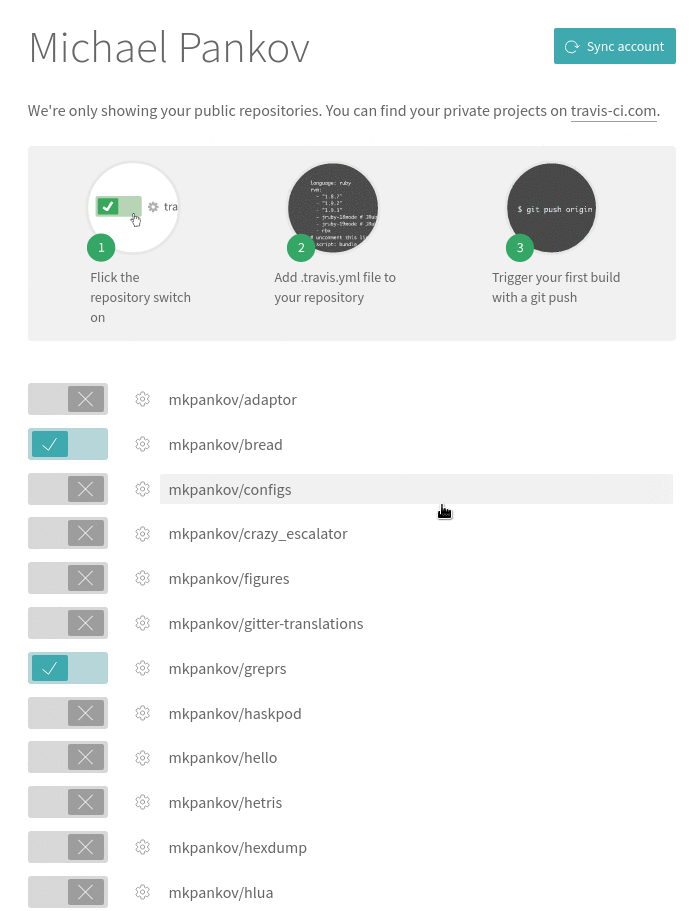 Michael Pankov
Sync account
We're only showing your public repositories. You can find your private projects on travis-ci.com.
tra
1
Flick the
repository switch
on
language: ruby
rvm:
- "1.8.7"
- "1.9.2"
- "1.9.3"
- jruby-18mode # JRub
- rbx
# uncomment this li
script: bundle
2
Add .travis.yml file to
your repository
$ git push origin
3
Trigger your first build
with a git push
mkpankov/adaptor
mkpankov/bread
mkpankov/configs
mkpankov/crazy_escalator
mkpankov/figures
mkpankov/gitter-translations
mkpankov/greprs
mkpankov/haskpod
mkpankov/hello
mkpankov/hetris
mkpankov/hexdump
mkpankov/hlua